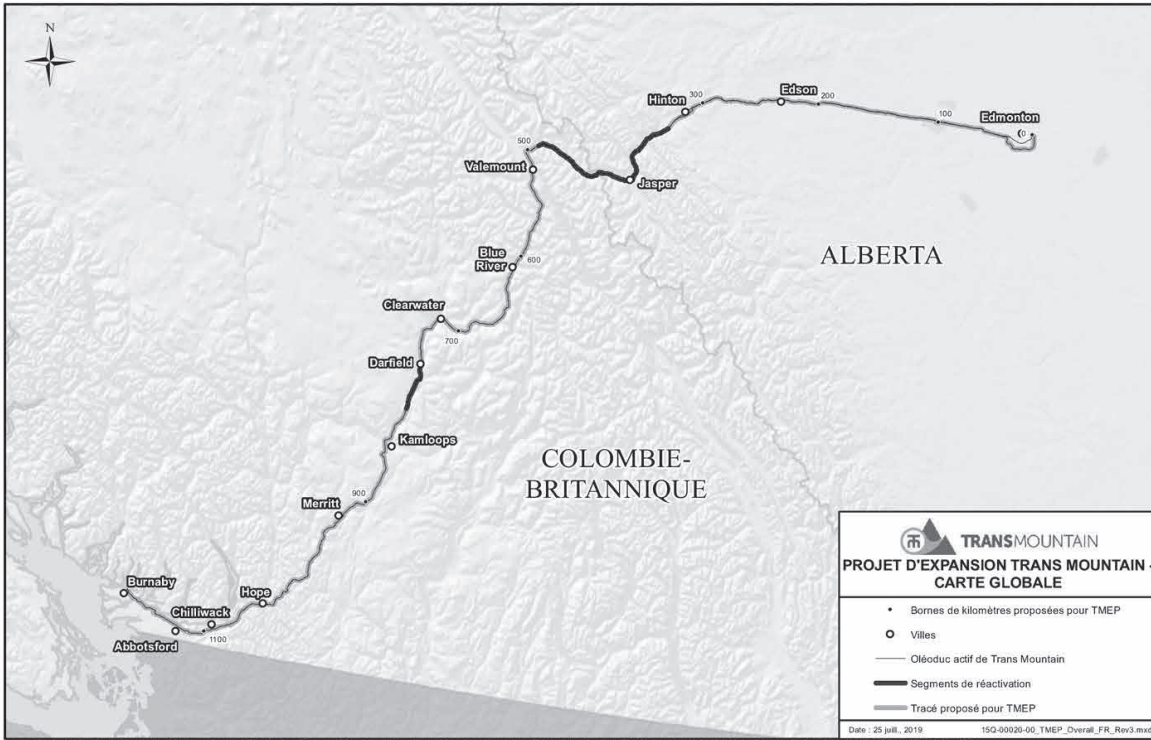 N
Hinton
300
Edson
200
100
Edmonton
0
500
Valemount
Jasper
ALBERTA
Blue
River
600
Clearwater
700
Darfield
Kamloops
COLOMBIE-
BRITANNIQUE
900
Merritt
Burnaby
Hope
Chilliwack
1100
Abbotsford
TM
TRANSMOUNTAIN
PROJET D'EXPANSION TRANS MOUNTAIN -
CARTE GLOBALE
Bornes de kilomètres proposées pour TMEP
Villes
Oléoduc actif de Trans Mountain
Segments de réactivation
Tracé proposé pour TMEP
Date : 25 juil., 2019
15Q-00020-00_TMEP_Overall_FR_Rev3.mxd